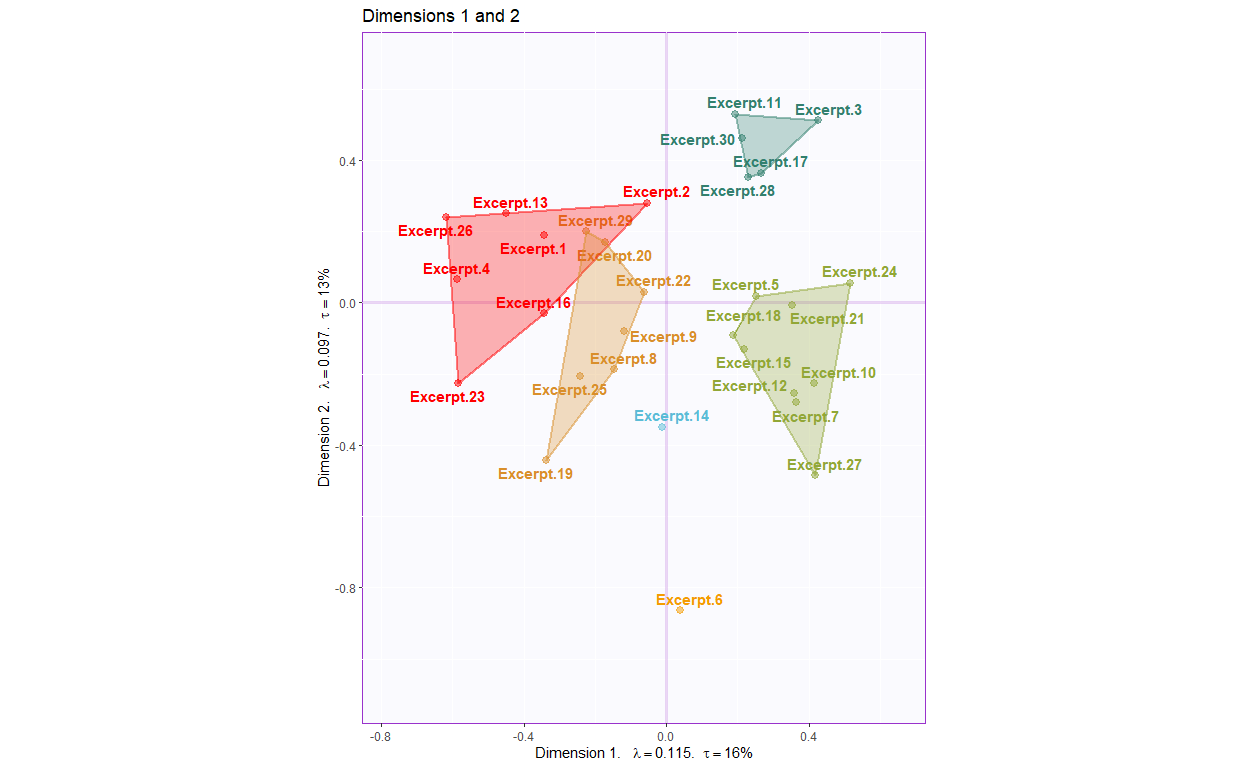 Dimensions 1 and 2
Excerpt.11
Excerpt.3
Excerpt.30
0.4
Excerpt.17
Excerpt.28
Excerpt.2
Excerpt.13
Excerpt.29
Excerpt.26
Excerpt.1
Excerpt.20
Excerpt.4
Excerpt.24
Excerpt.22
Excerpt.5
0.0
Excerpt.16
Excerpt.18
Excerpt.21
Excerpt.9
Excerpt.8
Excerpt.15
Excerpt.10
Excerpt.12
Excerpt.25
Excerpt.23
Excerpt.14
Excerpt.7
-0.4
Excerpt.27
Excerpt.19
-0.8
Excerpt.6
Dimension 2. λ = 0.097. τ = 13%
-0.8
-0.4
0.0
0.4
Dimension 1. λ = 0.115. τ = 16%